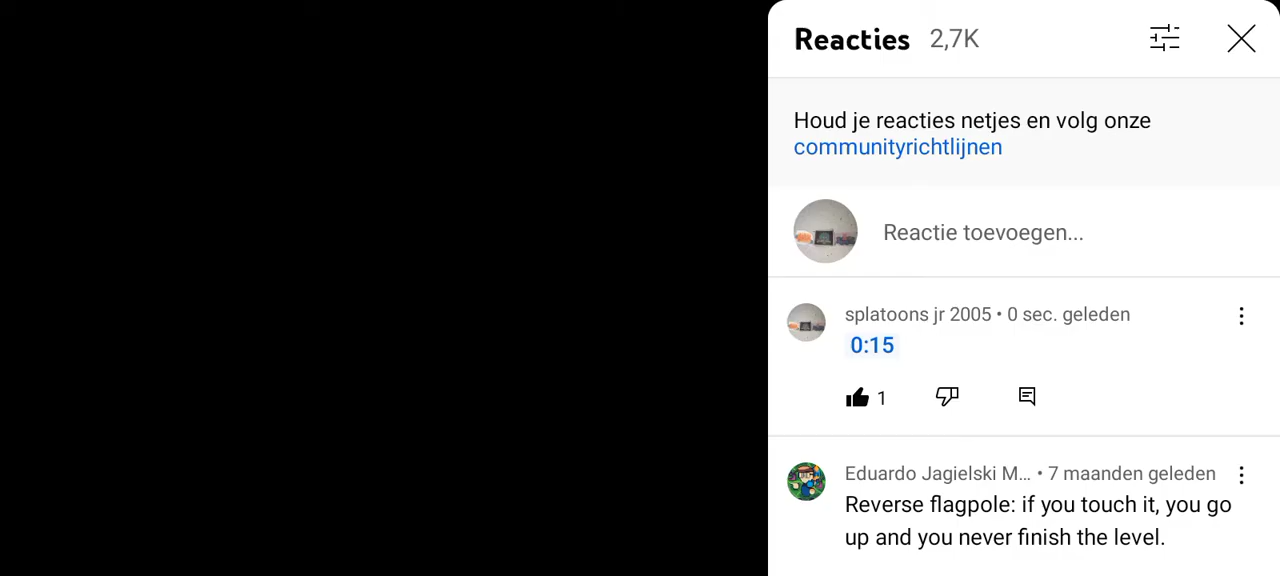 Reacties 2,7K
Houd je reacties netjes en volg onze
communityrichtlijnen
Reactie toevoegen...
splatoons jr 2005 • 0 sec. geleden
0:15
1
Eduardo Jagielski M... • 7 maanden geleden
Reverse flagpole: if you touch it, you go
up and you never finish the level.